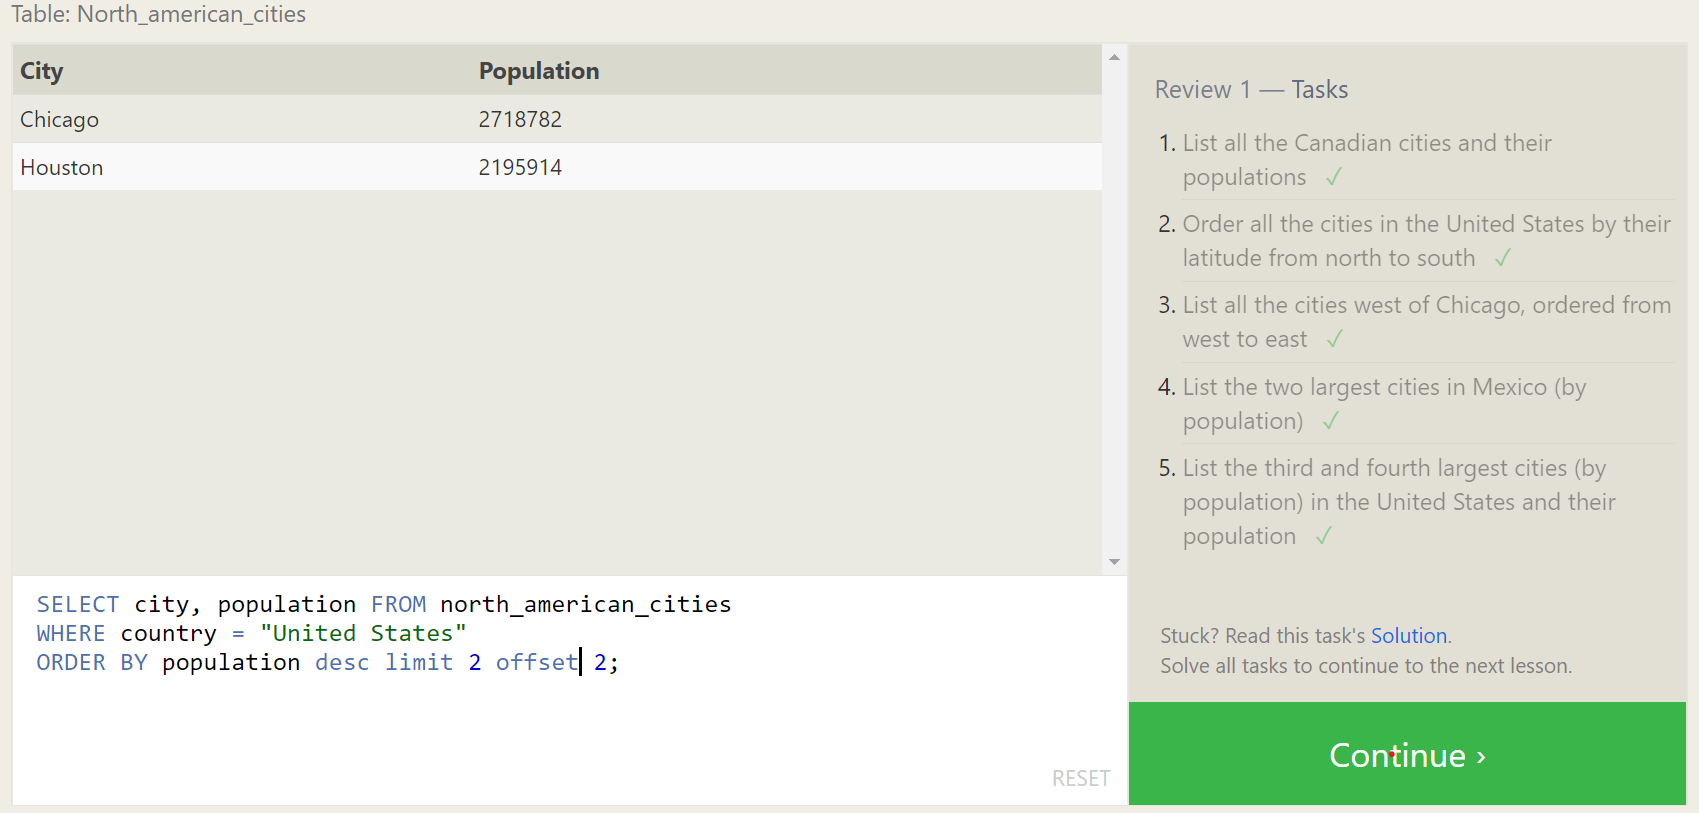 Table: North_american_cities
City Population
Chicago 2718782
Houston 2195914
SELECT city, population FROM north_american_cities
WHERE country = "United States"
ORDER BY population desc limit 2 offset 2;
RESET
Review 1 — Tasks
1. List all the Canadian cities and their
populations ✓
2. Order all the cities in the United States by their
latitude from north to south ✓
3. List all the cities west of Chicago, ordered from
west to east ✓
4. List the two largest cities in Mexico (by
population) ✓
5. List the third and fourth largest cities (by
population) in the United States and their
population ✓
Stuck? Read this task's Solution.
Solve all tasks to continue to the next lesson.
Continue ›